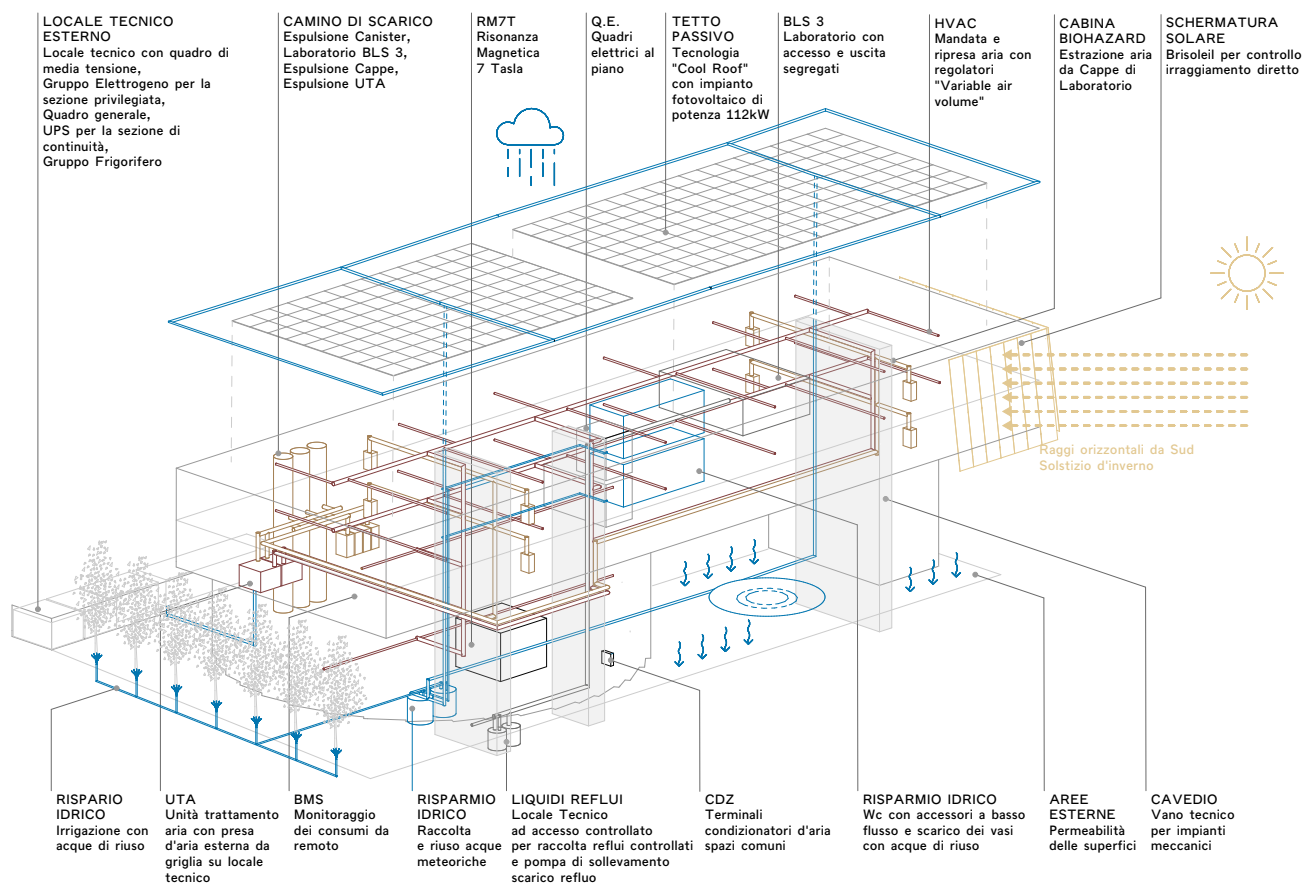 LOCALE TECNICO
ESTERNO
Locale tecnico con quadro di
media tensione,
Gruppo Elettrogeno per la
sezione privilegiata,
Quadro generale,
UPS per la sezione di
continuità,
Gruppo Frigorifero
CAMINO DI SCARICO
Espulsione Canister,
Laboratorio BLS 3,
Espulsione Cappe,
Espulsione UTA
RM7T
Risonanza
Magnetica
7 Tasla
Q.E.
Quadri
elettrici al
piano
TETTO
PASSIVO
Tecnologia
"Cool Roof"
con impianto
fotovoltaico di
potenza 112kW
BLS 3
Laboratorio con
accesso e uscita
segregati
HVAC
Mandata e
ripresa aria con
regolatori
"Variable air
volume"
CABINA
BIOHAZARD
Estrazione aria
da Cappe di
Laboratorio
SCHERMATURA
SOLARE
Brisoleil per controllo
irraggiamento diretto
Raggi orizzontali da Sud
Solstizio d'inverno
RISPARIO
IDRICO
Irrigazione con
acque di riuso
UTA
Unità trattamento
aria con presa
d'aria esterna da
griglia su locale
tecnico
BMS
Monitoraggio
dei consumi da
remoto
RISPARMIO
IDRICO
Raccolta
e riuso acque
meteoriche
LIQUIDI REFLUI
Locale Tecnico
ad accesso controllato
per raccolta reflui controllati
e pompa di sollevamento
scarico refluo
CDZ
Terminali
condizionatori d'aria
spazi comuni
RISPARMIO IDRICO
Wc con accessori a basso
flusso e scarico dei vasi
con acque di riuso
AREE
ESTERNE
Permeabilità
delle superfici
CAVEDIO
Vano tecnico
per impianti
meccanici